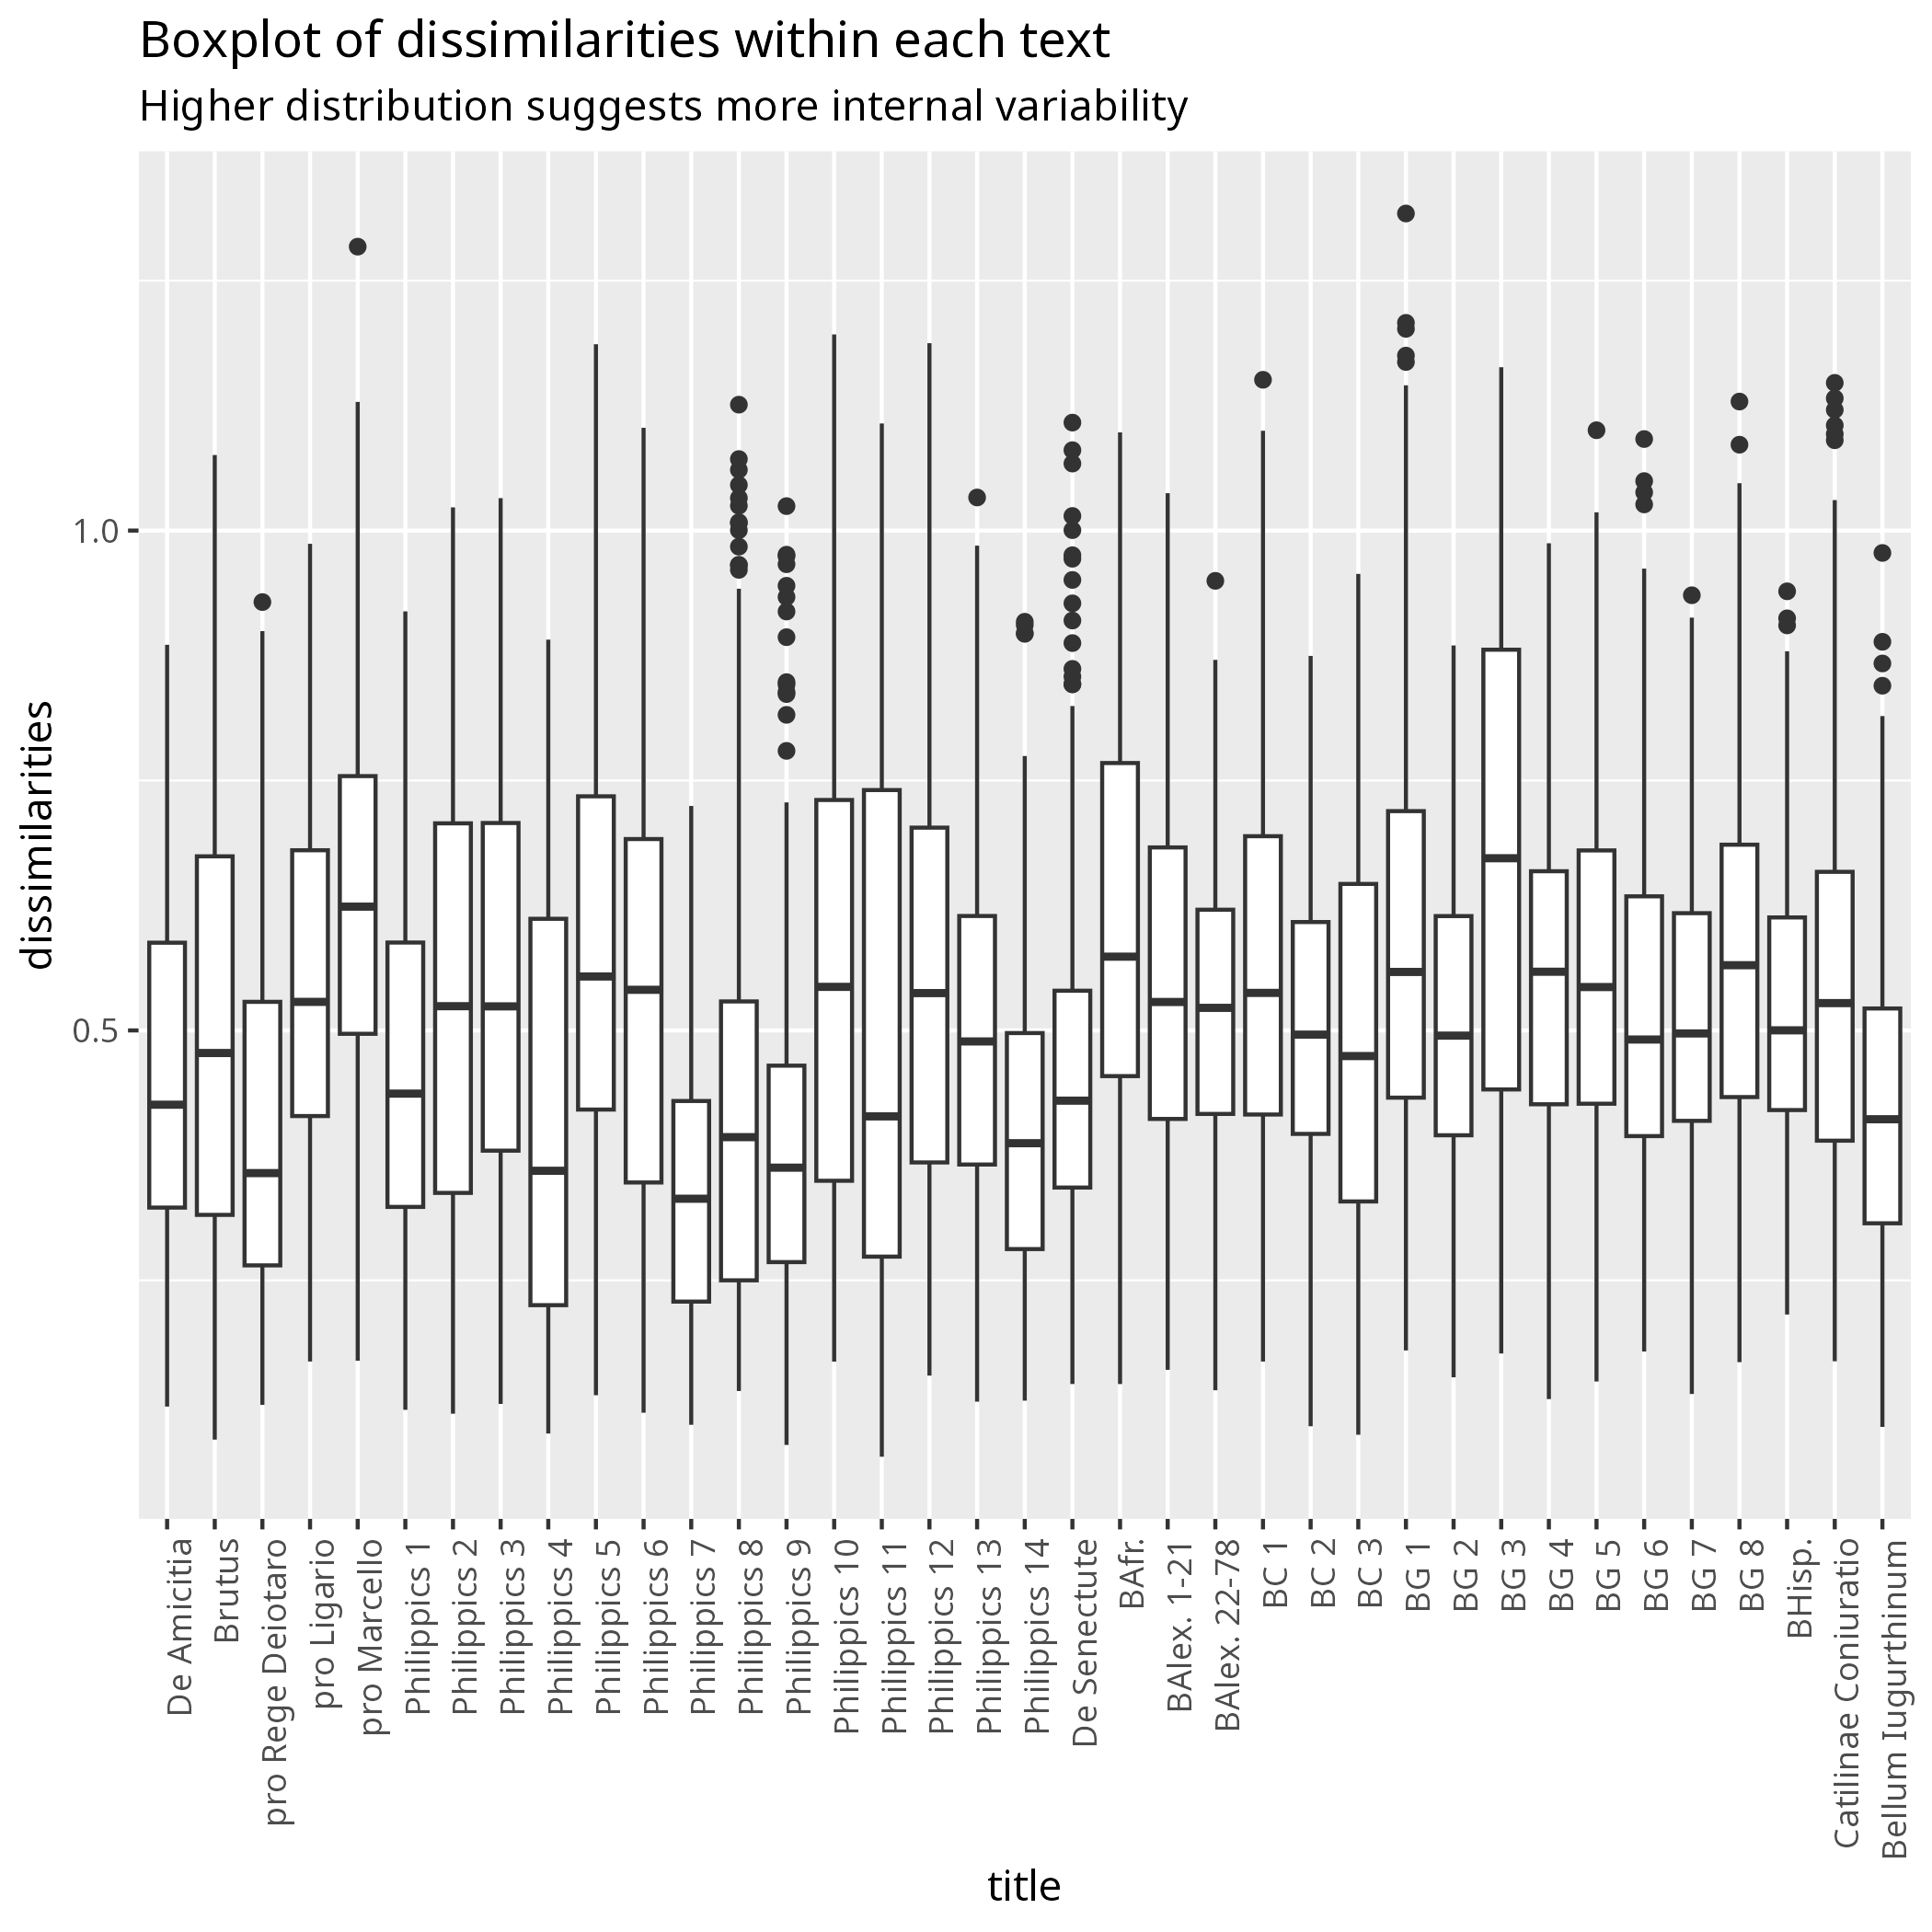 Boxplot of dissimilarities within each text
Higher distribution suggests more internal variability
dissimilarities
1.0
0.5
De Amicitia
Brutus
pro Rege Deiotaro
pro Ligario
pro Marcello
Philippics 1
Philippics 2
Philippics 3
Philippics 4
Philippics 5
Philippics 6
Philippics 7
Philippics 8
Philippics 9
Philippics 10
Philippics 11
Philippics 12
Philippics 13
Philippics 14
De Senectute
BAfr.
BAlex. 1-21
BAlex. 22-78
BC 1
BC 2
BC 3
BG 1
BG 2
BG 3
BG 4
BG 5
BG 6
BG 7
BG 8
BHisp.
Catilinae Coniuratio
Bellum Iugurthinum
title